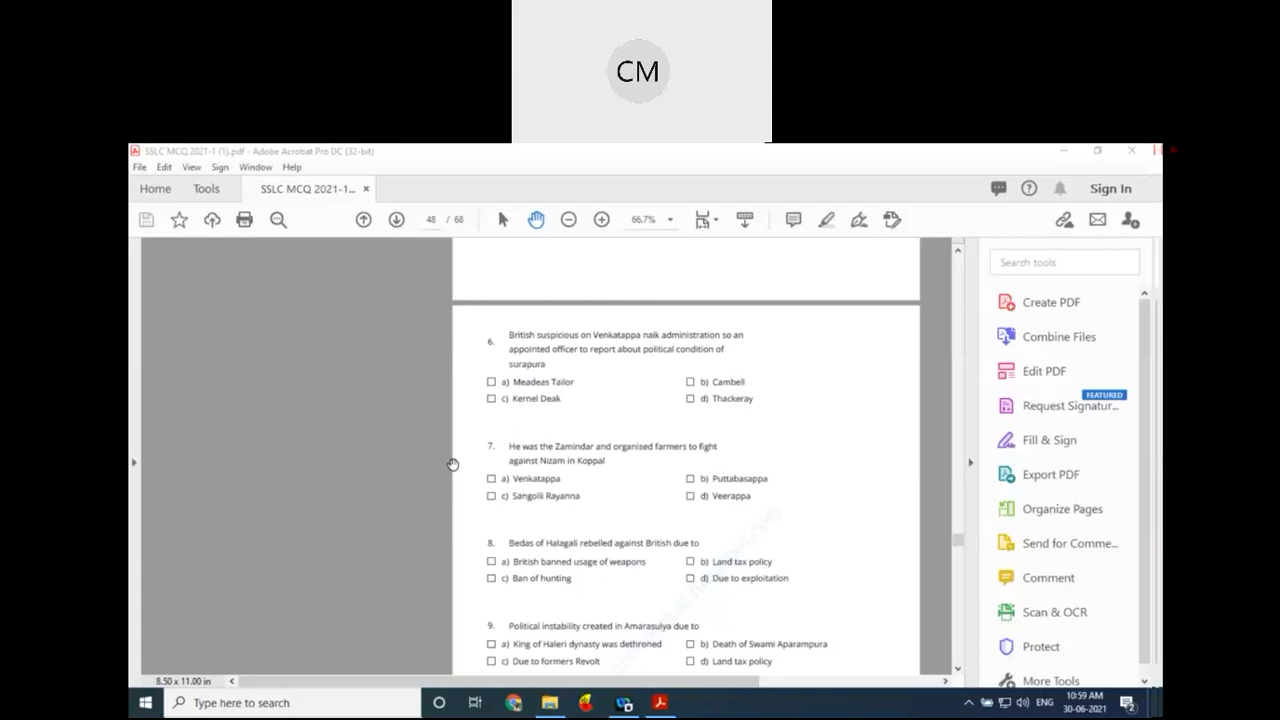 CM
SSLC MCQ 2021-1 (1).pdf - Adobe Acrobat Pro DC (32-bit)
File Edit View Sign Window Help
Home Tools SSLC MCQ 2021-1... × Sign In
48 / 68 66.7%
Search tools
Create PDF
Combine Files
Edit PDF
FEATURED
Request Signatur...
Fill & Sign
Export PDF
Organize Pages
Send for Comme...
Comment
Scan & OCR
Protect
More Tools
6. British suspicious on Venkatappa naik administration so an
appointed officer to report about political condition of
surapura
a) Meadeas Tailor b) Cambell
c) Kernel Deak d) Thackeray
7. He was the Zamindar and organised farmers to fight
against Nizam in Koppal
a) Venkatappa b) Puttabasappa
c) Sangolli Rayanna d) Veerappa
8. Bedas of Halagali rebelled against British due to
a) British banned usage of weapons b) Land tax policy
c) Ban of hunting d) Due to exploitation
9. Political instability created in Amarasulya due to
a) King of Haleri dynasty was dethroned b) Death of Swami Aparampura
c) Due to formers Revolt d) Land tax policy
8.50 x 11.00 in
Type here to search
ENG
10:59 AM
30-06-2021
2